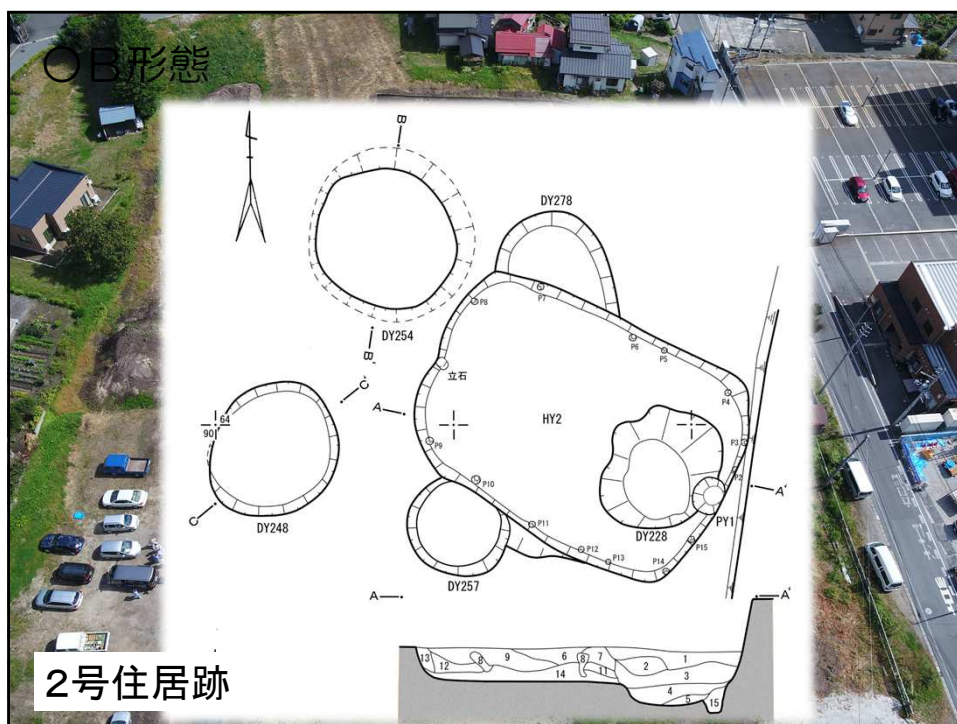 ○B形態
B
DY278
P8
P7
DY254
P6
P5
B'
C'
立石
P4
A
64
90
HY2
P3
P9
P2
P10
A'
C
PY1
DY248
P11
DY228
P15
P12
P13
P14
DY257
A
A'
13
12
8
9
6
8
7
11
14
2
1
3
4
5
15
2号住居跡